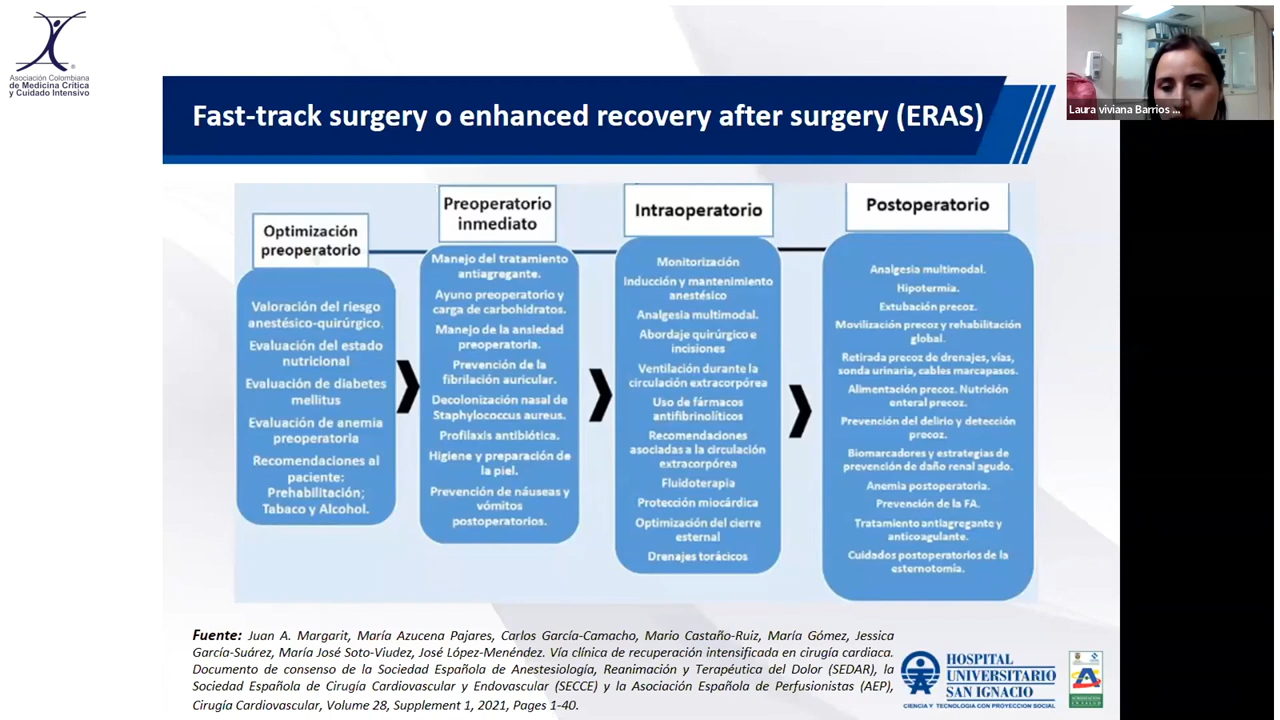 Asociación Colombiana
de Medicina Crítica
y Cuidado Intensivo
Laura viviana Barrios ...
Fast-track surgery o enhanced recovery after surgery (ERAS)
Optimización
preoperatorio
Valoración del riesgo
anestésico-quirúrgico.
Evaluación del estado
nutricional
Evaluación de diabetes
mellitus
Evaluación de anemia
preoperatoria
Recomendaciones al
paciente:
Prehabilitación;
Tabaco y Alcohol.
Preoperatorio
inmediato
Manejo del tratamiento
antiagregante.
Ayuno preoperatorio y
carga de carbohidratos.
Manejo de la ansiedad
preoperatoria.
Prevención de la
fibrilación auricular.
Decolonización nasal de
Staphylococcus aureus.
Profilaxis antibiótica.
Higiene y preparación de
la piel.
Prevención de náuseas y
vómitos
postoperatorios.
Intraoperatorio
Monitorización
Inducción y mantenimiento
anestésico
Analgesia multimodal.
Abordaje quirúrgico e
incisiones
Ventilación durante la
circulación extracorpórea
Uso de fármacos
antifibrinolíticos
Recomendaciones
asociadas a la circulación
extracorpórea
Fluidoterapia
Protección miocárdica
Optimización del cierre
esternal
Drenajes torácicos
Postoperatorio
Analgesia multimodal.
Hipotermia.
Extubación precoz.
Movilización precoz y rehabilitación
global.
Retirada precoz de drenajes, vías,
sonda urinaria, cables marcapasos.
Alimentación precoz. Nutrición
enteral precoz.
Prevención del delirio y detección
precoz.
Biomarcadores y estrategias de
prevención de daño renal agudo.
Anemia postoperatoria.
Prevención de la FA.
Tratamiento antiagregante y
anticoagulante.
Cuidados postoperatorios de la
esternotomía.
Fuente: Juan A. Margarit, María Azucena Pajares, Carlos García-Camacho, Mario Castaño-Ruiz, María Gómez, Jessica
García-Suárez, María José Soto-Viudez, José López-Menéndez. Vía clínica de recuperación intensificada en cirugía cardiaca.
Documento de consenso de la Sociedad Española de Anestesiología, Reanimación y Terapéutica del Dolor (SEDAR), la
Sociedad Española de Cirugía Cardiovascular y Endovascular (SECCE) y la Asociación Española de Perfusionistas (AEP),
Cirugía Cardiovascular, Volume 28, Supplement 1, 2021, Pages 1-40.
HOSPITAL
UNIVERSITARIO
SAN IGNACIO
CIENCIA Y TECNOLOGIA CON PROYECCION SOCIAL